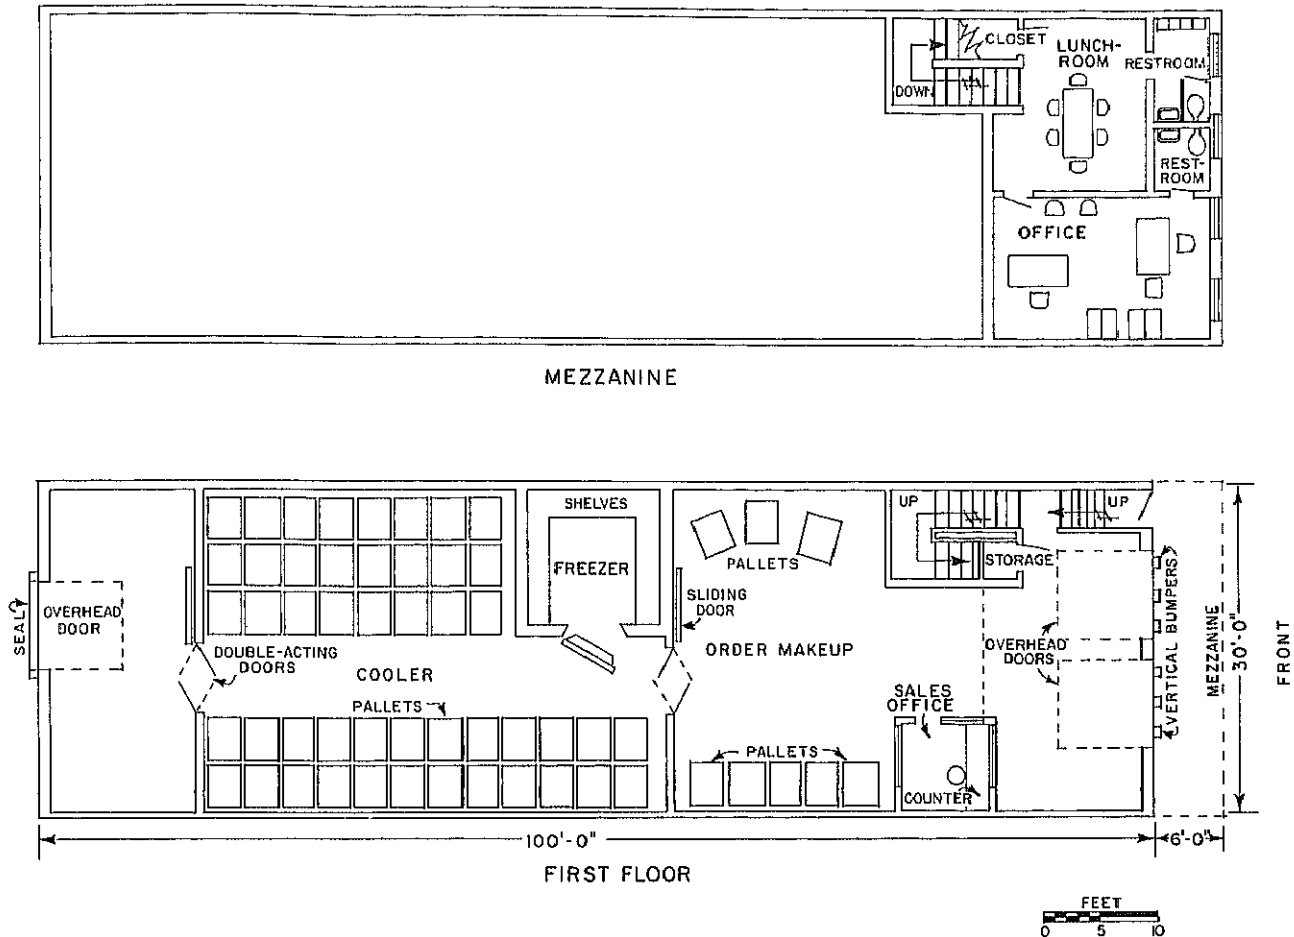 CLOSET
LUNCH-
ROOM
RESTROOM
DOWN
REST-
ROOM
OFFICE
MEZZANINE
SHELVES
UP
UP
FREEZER
PALLETS
STORAGE
SEAL
OVERHEAD
DOOR
SLIDING
DOOR
DOUBLE-ACTING
DOORS
COOLER
ORDER MAKEUP
OVERHEAD
DOORS
VERTICAL BUMPERS
MEZZANINE
30'-0"
FRONT
PALLETS
SALES
OFFICE
PALLETS
COUNTER
100'-0"
6'-0"
FIRST FLOOR
FEET
0 5 10